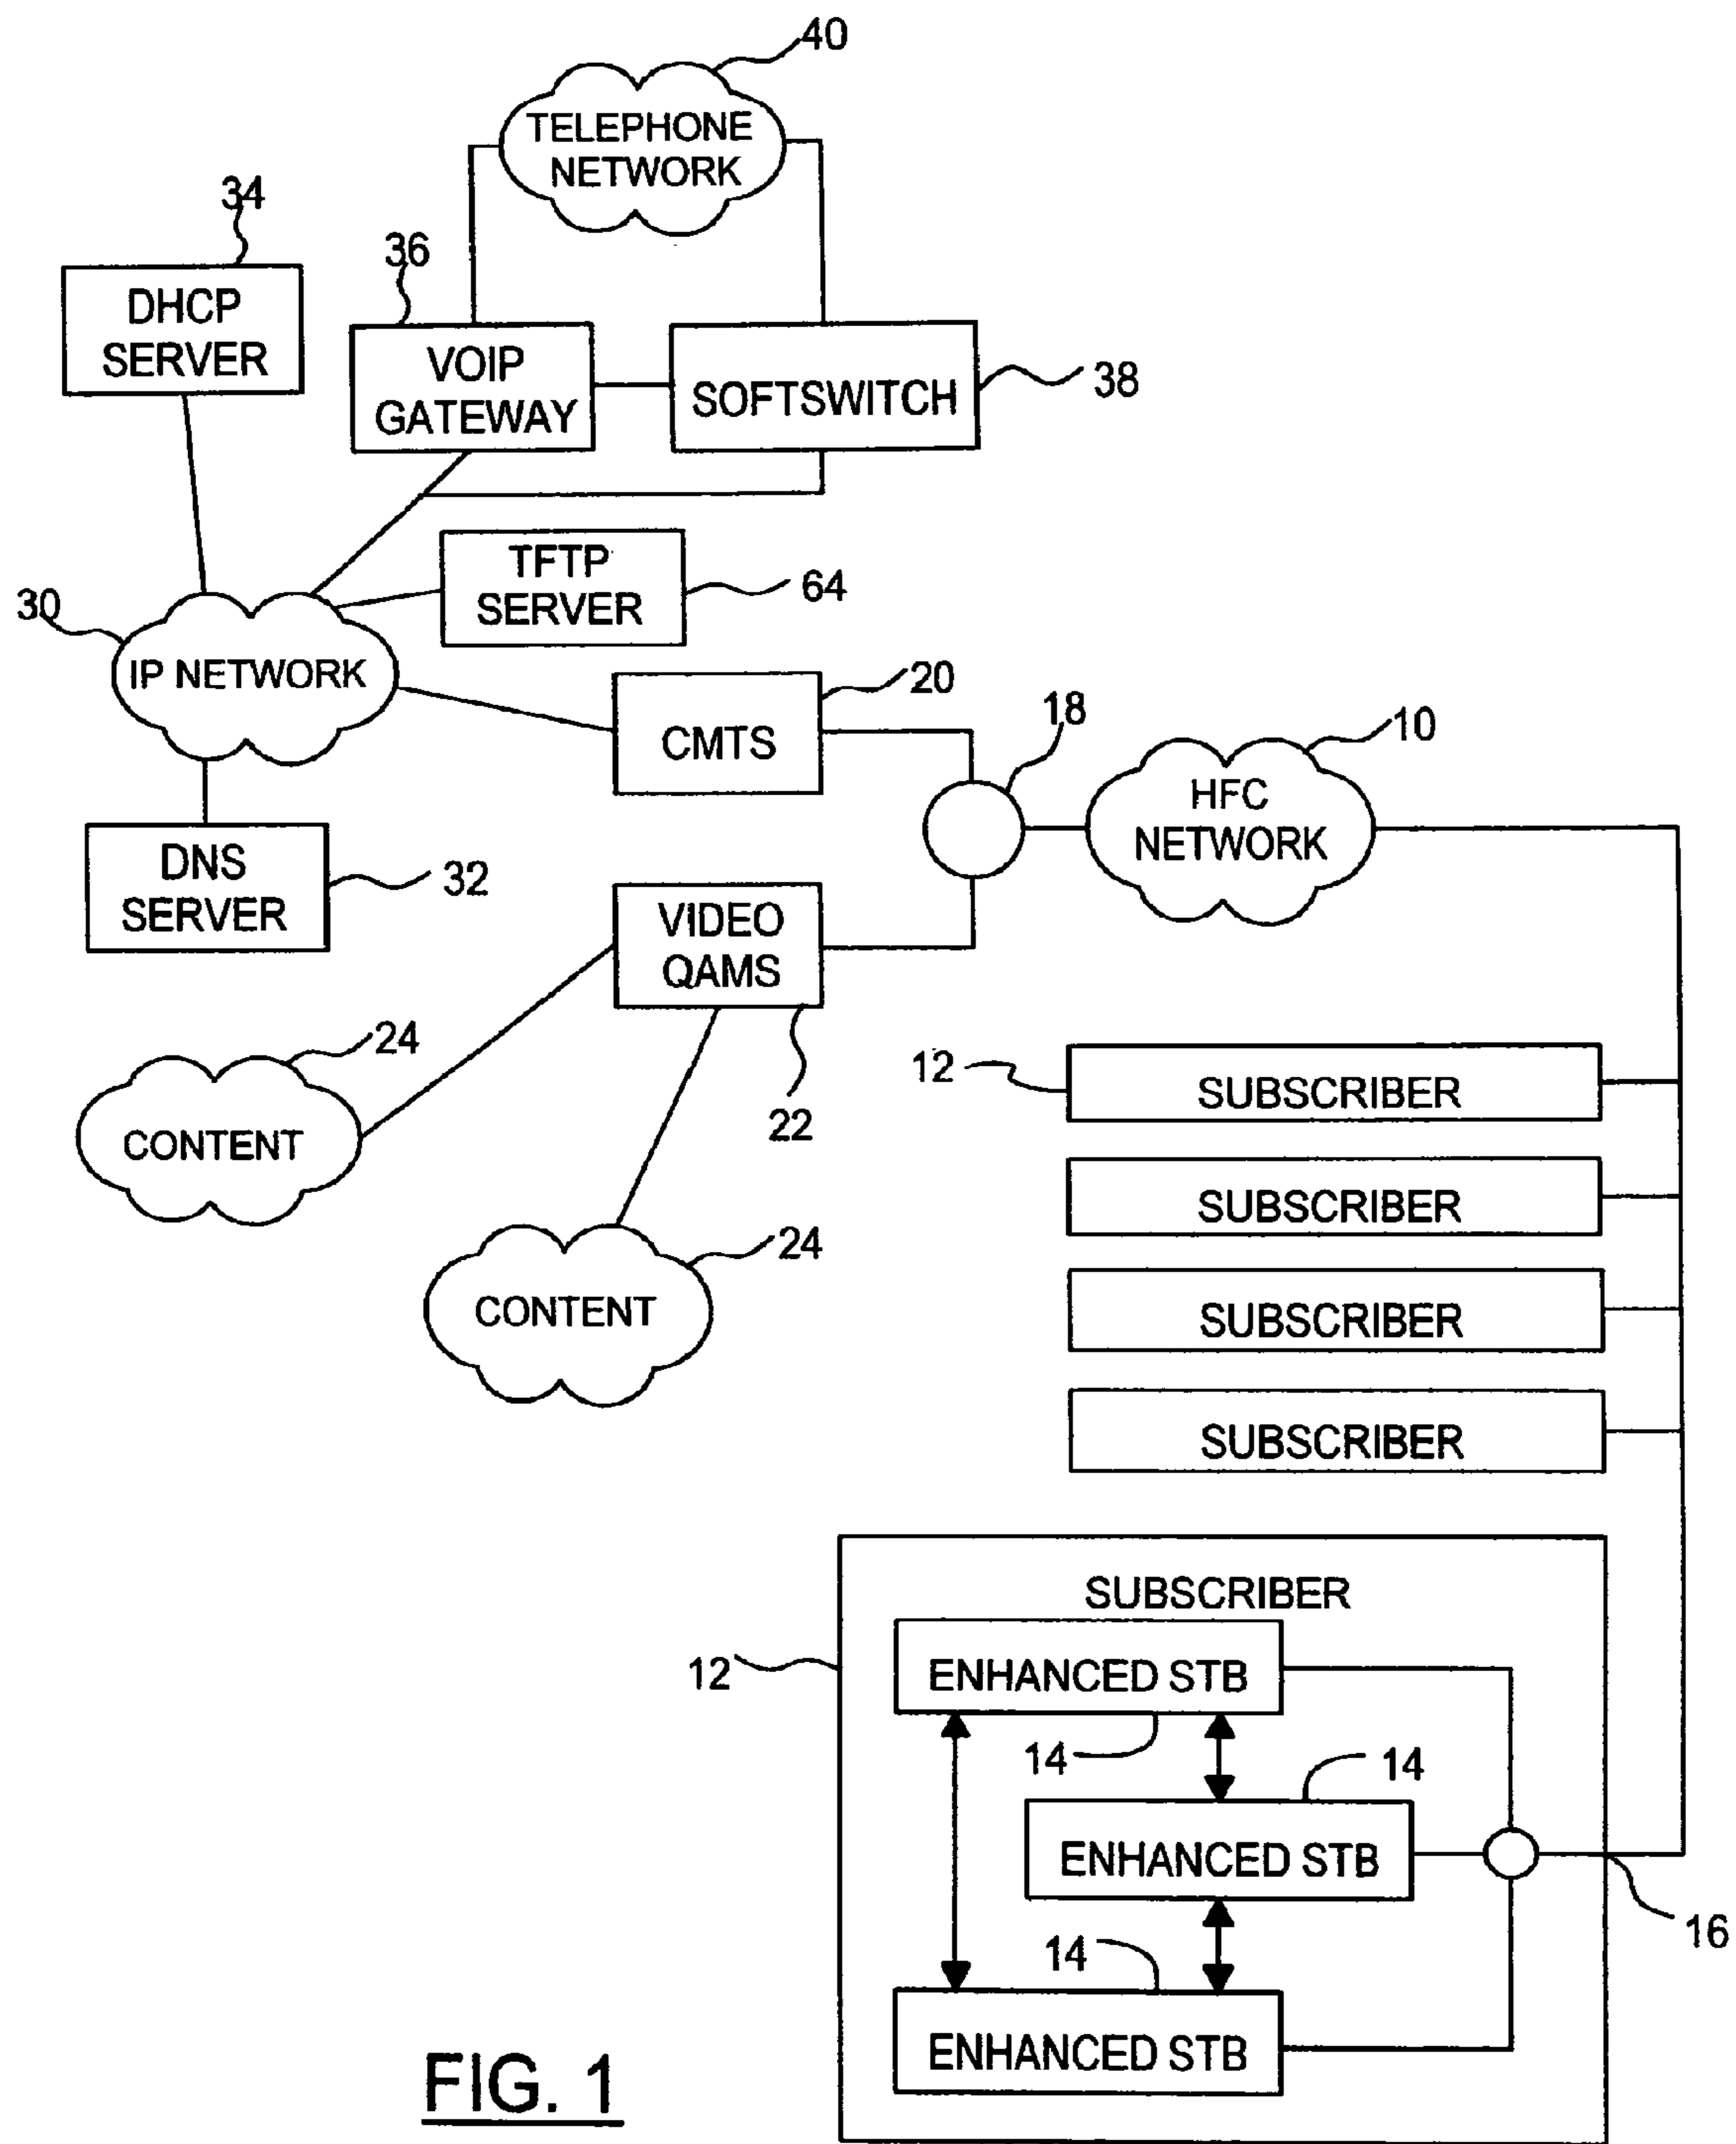 40
TELEPHONE
NETWORK
34
36
DHCP
SERVER
VOIP
GATEWAY
SOFTSWITCH
38
TFTP
SERVER
64
30
IP NETWORK
20
CMTS
18
10
HFC
NETWORK
DNS
SERVER
32
VIDEO
QAMS
22
24
CONTENT
24
CONTENT
12
SUBSCRIBER
SUBSCRIBER
SUBSCRIBER
SUBSCRIBER
SUBSCRIBER
12
ENHANCED STB
14
14
ENHANCED STB
16
14
ENHANCED STB
FIG. 1